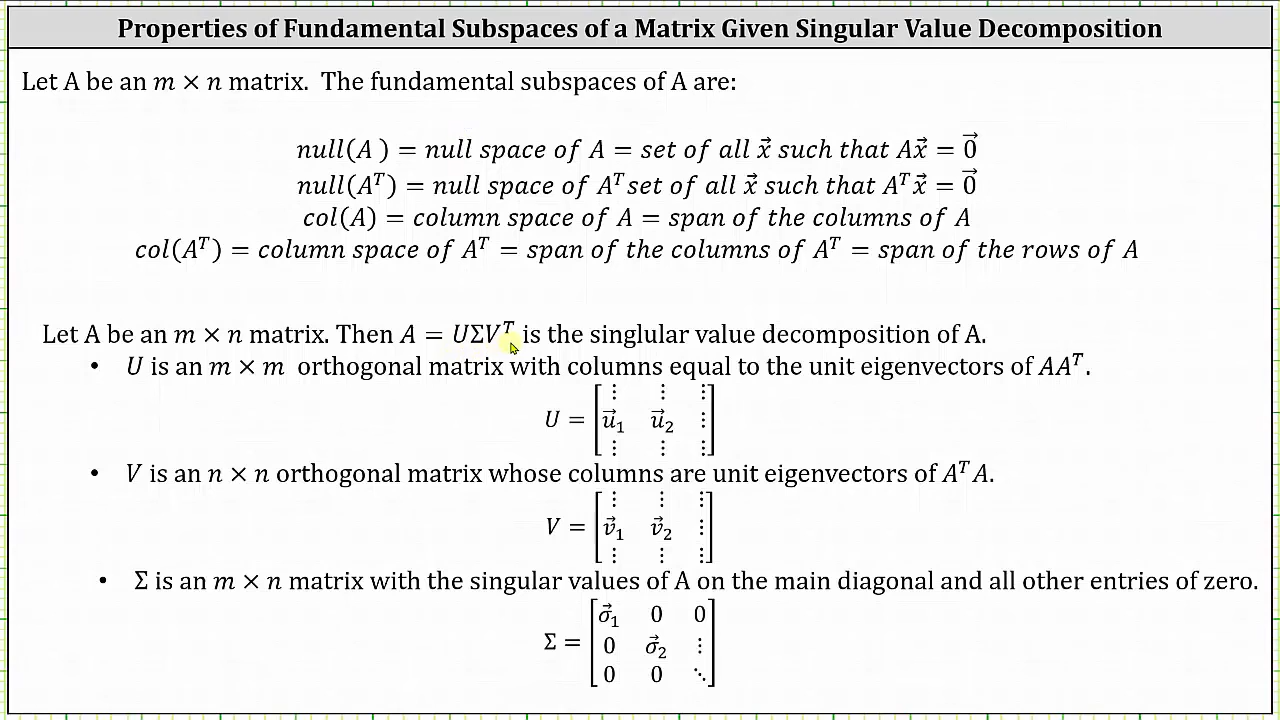 Properties of Fundamental Subspaces of a Matrix Given Singular Value Decomposition
Let A be an m × n matrix. The fundamental subspaces of A are:
null(A ) = null space of A = set of all x⃗ such that Ax⃗ = 0⃗
null(Aᵀ) = null space of Aᵀset of all x⃗ such that Aᵀx⃗ = 0⃗
col(A) = column space of A = span of the columns of A
col(Aᵀ) = column space of Aᵀ = span of the columns of Aᵀ = span of the rows of A
Let A be an m × n matrix. Then A = UΣVᵀ is the singlular value decomposition of A.
• U is an m × m orthogonal matrix with columns equal to the unit eigenvectors of AAᵀ.
⋮ ⋮ ⋮
U = [u⃗₁ u⃗₂ ⋮]
⋮ ⋮ ⋮
• V is an n × n orthogonal matrix whose columns are unit eigenvectors of AᵀA.
⋮ ⋮ ⋮
V = [v⃗₁ v⃗₂ ⋮]
⋮ ⋮ ⋮
• Σ is an m × n matrix with the singular values of A on the main diagonal and all other entries of zero.
σ⃗₁ 0 0
Σ = [0 σ⃗₂ ⋮]
0 0 ⋱